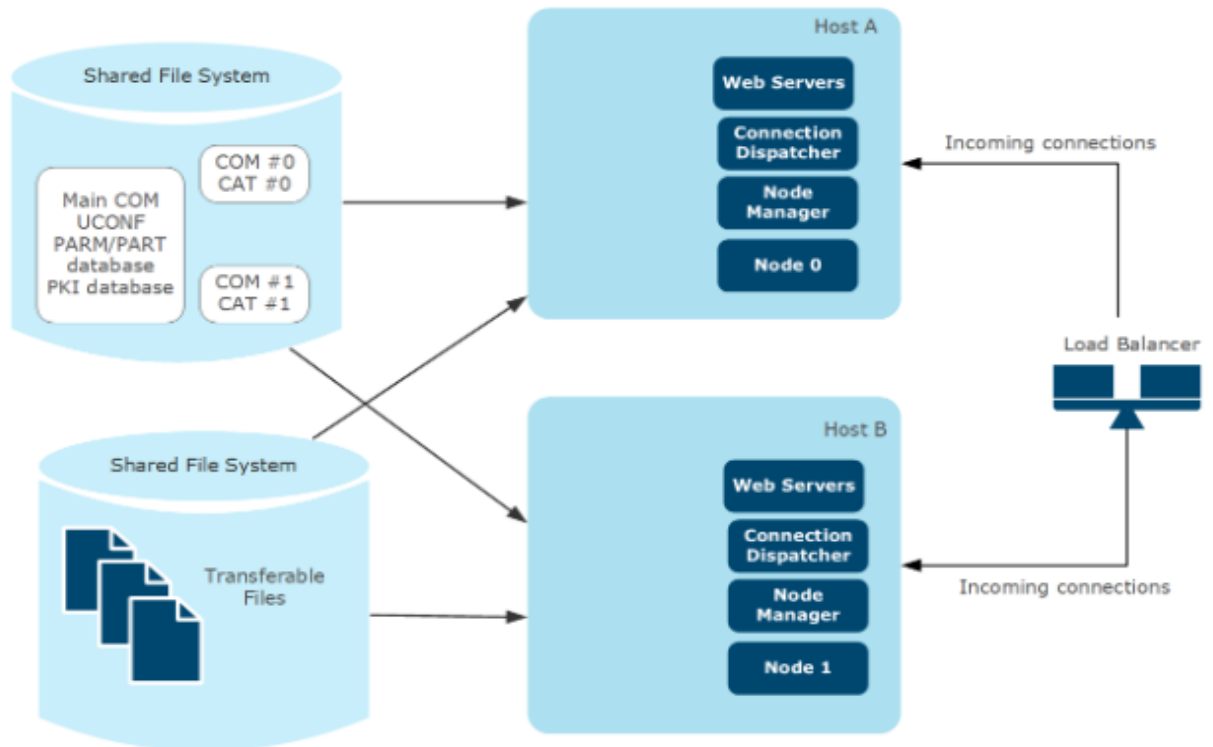 Shared File System
Main COM
UCONF
PARM/PART
database
PKI database
COM #0
CAT #0
COM #1
CAT #1
Shared File System
Transferable
Files
Host A
Web Servers
Connection
Dispatcher
Node
Manager
Node 0
Host B
Web Servers
Connection
Dispatcher
Node
Manager
Node 1
Incoming connections
Load Balancer
Incoming connections